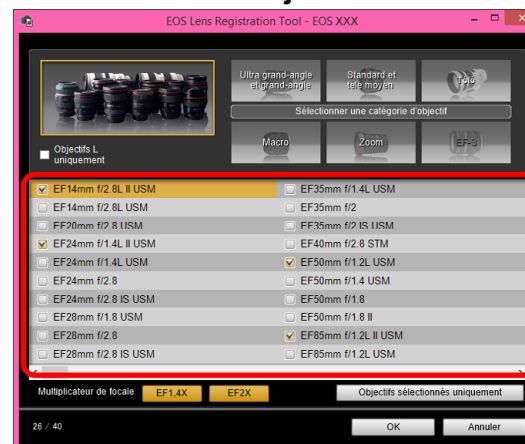 EOS Lens Registration Tool - EOS XXX
Ultra grand-angle et grand-angle
Standard et télé moyen
Télé
Sélectionner une catégorie d'objectif
Objectifs L uniquement
Macro
Zoom
EF-S
EF14mm f/2.8L II USM
EF14mm f/2.8L USM
EF20mm f/2.8 USM
EF24mm f/1.4L II USM
EF24mm f/1.4L USM
EF24mm f/2.8
EF24mm f/2.8 IS USM
EF28mm f/1.8 USM
EF28mm f/2.8
EF28mm f/2.8 IS USM
EF35mm f/1.4L USM
EF35mm f/2
EF35mm f/2 IS USM
EF40mm f/2.8 STM
EF50mm f/1.2L USM
EF50mm f/1.4 USM
EF50mm f/1.8
EF50mm f/1.8 II
EF85mm f/1.2L II USM
EF85mm f/1.2L USM
Multiplicateur de focale
EF1,4X
EF2X
Objectifs sélectionnés uniquement
26 / 40
OK
Annuler